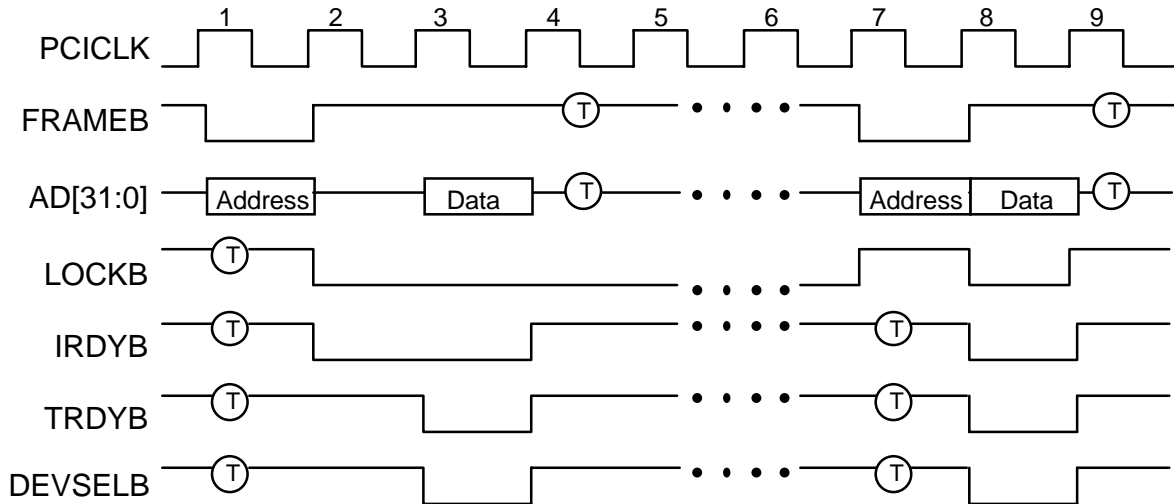 1 2 3 4 5 6 7 8 9
PCICLK
FRAMEB T T
AD[31:0] Address Data T Address Data T
LOCKB T
IRDYB T T
TRDYB T T
DEVSELB T T